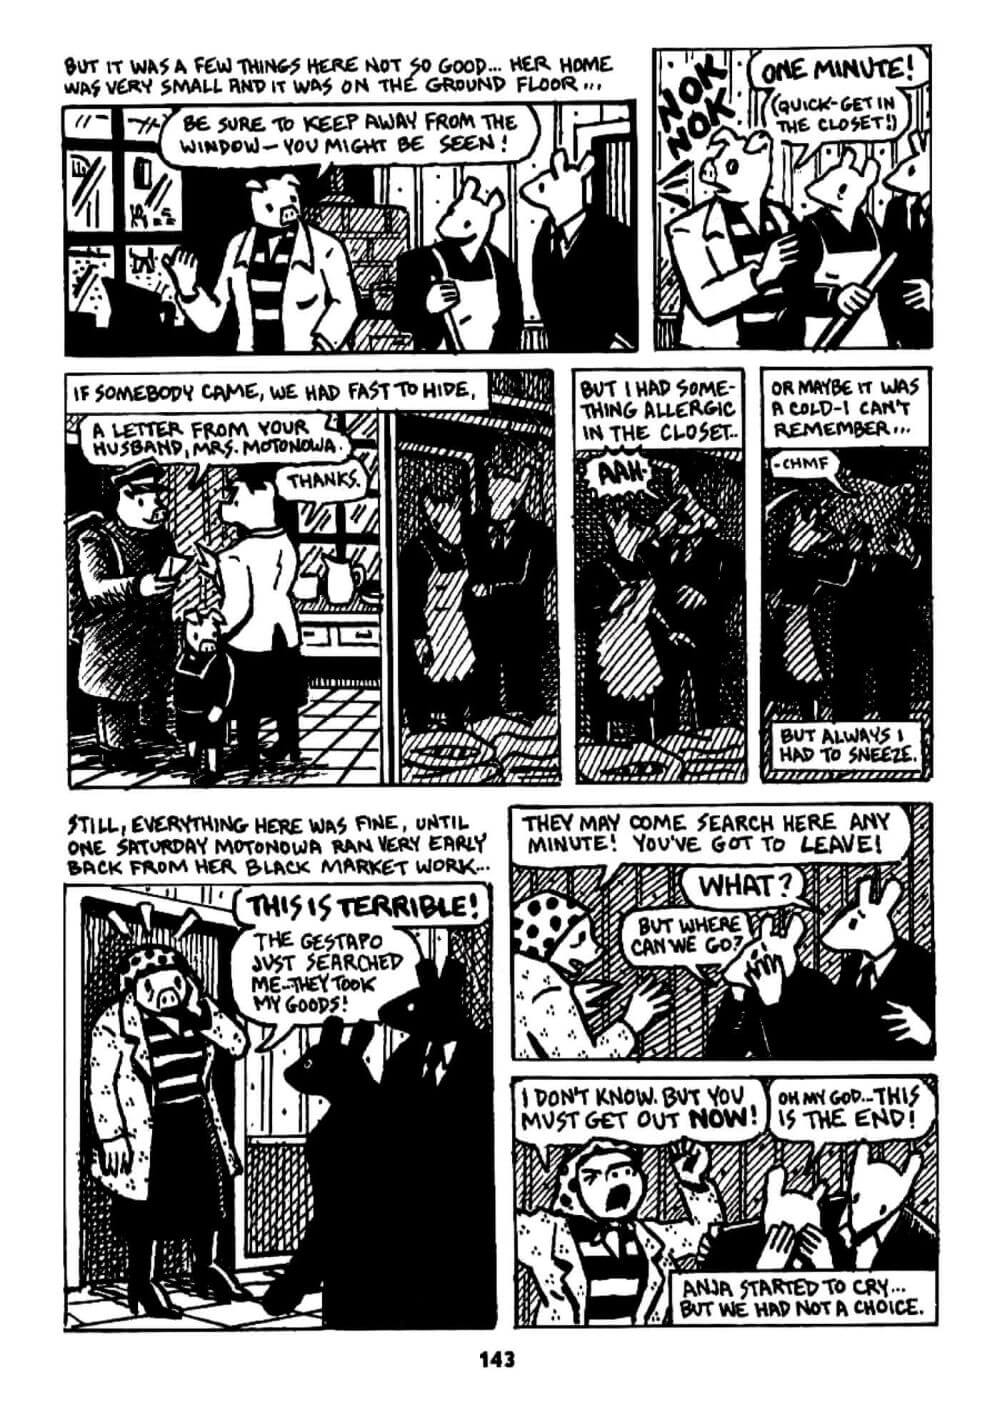 BUT IT WAS A FEW THINGS HERE NOT SO GOOD... HER HOME
WAS VERY SMALL AND IT WAS ON THE GROUND FLOOR...
BE SURE TO KEEP AWAY FROM THE
WINDOW—YOU MIGHT BE SEEN!
NOK
NOK
ONE MINUTE!
(QUICK-GET IN
THE CLOSET!)
IF SOMEBODY CAME, WE HAD FAST TO HIDE.
A LETTER FROM YOUR
HUSBAND, MRS. MOTONOWA.
THANKS.
BUT I HAD SOME-
THING ALLERGIC
IN THE CLOSET..
AAH-
OR MAYBE IT WAS
A COLD-I CAN'T
REMEMBER...
-CHMF
BUT ALWAYS I
HAD TO SNEEZE.
STILL, EVERYTHING HERE WAS FINE, UNTIL
ONE SATURDAY MOTONOWA RAN VERY EARLY
BACK FROM HER BLACK MARKET WORK...
THIS IS TERRIBLE!
THE GESTAPO
JUST SEARCHED
ME--THEY TOOK
MY GOODS!
THEY MAY COME SEARCH HERE ANY
MINUTE! YOU'VE GOT TO LEAVE!
WHAT?
BUT WHERE
CAN WE GO?
I DON'T KNOW. BUT YOU
MUST GET OUT NOW!
OH MY GOD...THIS
IS THE END!
ANJA STARTED TO CRY...
BUT WE HAD NOT A CHOICE.
143